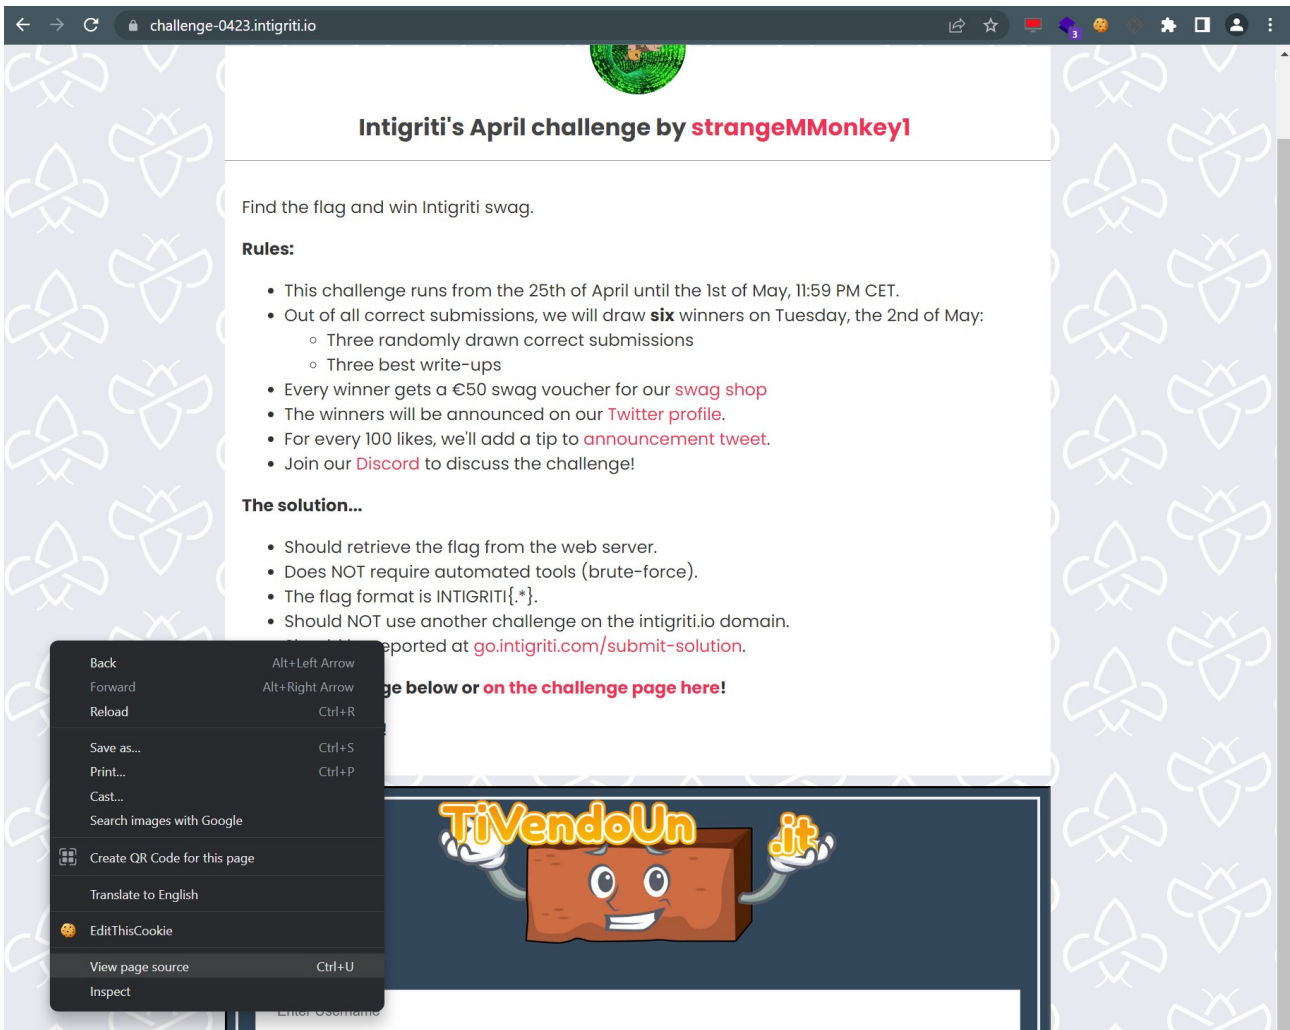 challenge-0423.intigriti.io
3
Intigriti's April challenge by strangeMMonkey1
Find the flag and win Intigriti swag.
Rules:
This challenge runs from the 25th of April until the 1st of May, 11:59 PM CET.
Out of all correct submissions, we will draw six winners on Tuesday, the 2nd of May:
Three randomly drawn correct submissions
Three best write-ups
Every winner gets a €50 swag voucher for our swag shop
The winners will be announced on our Twitter profile.
For every 100 likes, we'll add a tip to announcement tweet.
Join our Discord to discuss the challenge!
The solution...
Should retrieve the flag from the web server.
Does NOT require automated tools (brute-force).
The flag format is INTIGRITI{.*}.
Should NOT use another challenge on the intigriti.io domain.
eported at go.intigriti.com/submit-solution.
ge below or on the challenge page here!
!
Back Alt+Left Arrow
Forward Alt+Right Arrow
Reload Ctrl+R
Save as... Ctrl+S
Print... Ctrl+P
Cast...
Search images with Google
Create QR Code for this page
Translate to English
EditThisCookie
View page source Ctrl+U
Inspect
TiVendoUn.it
Enter Username